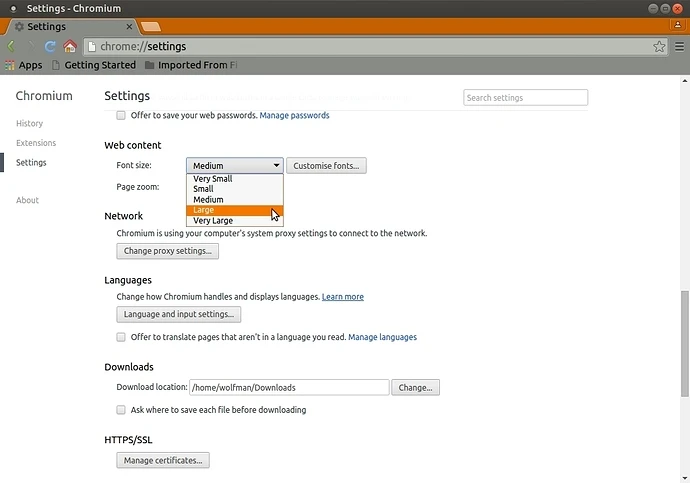 Settings - Chromium
Settings
chrome://settings
Apps Getting Started Imported From Fi
Chromium
History
Extensions
Settings
About
Settings
Search settings
Offer to save your web passwords. Manage passwords
Web content
Font size: Medium Customise fonts...
Very Small
Small
Medium
Large
Very Large
Page zoom:
Network
Chromium is using your computer's system proxy settings to connect to the network.
Change proxy settings...
Languages
Change how Chromium handles and displays languages. Learn more
Language and input settings...
Offer to translate pages that aren't in a language you read. Manage languages
Downloads
Download location: /home/wolfman/Downloads Change...
Ask where to save each file before downloading
HTTPS/SSL
Manage certificates...